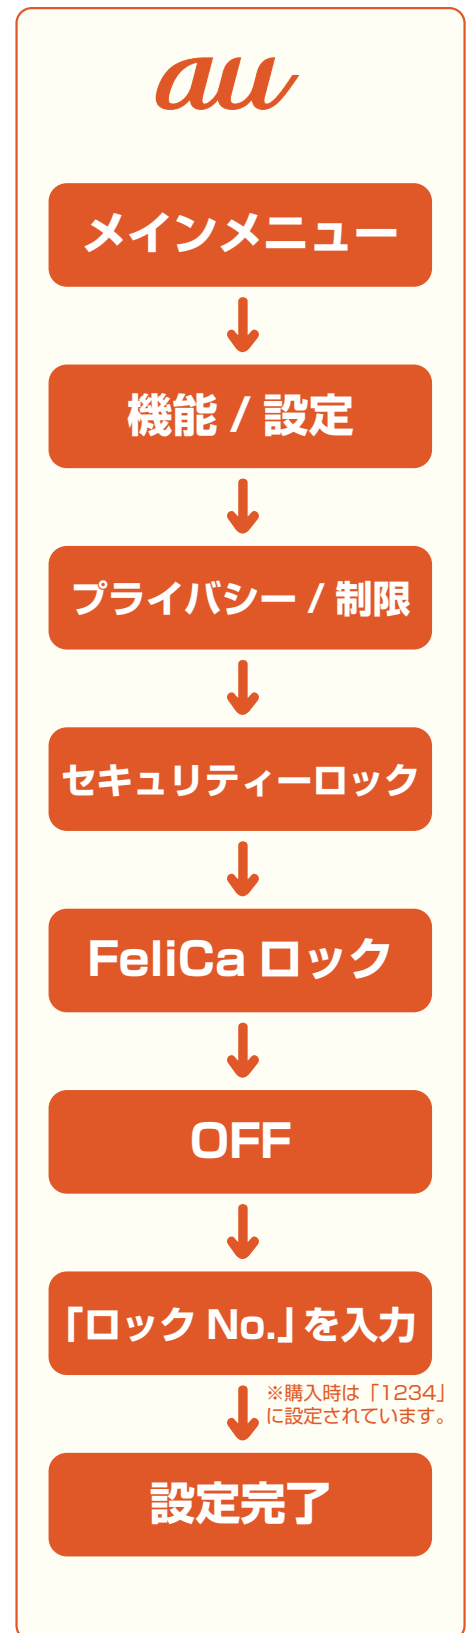 au
メインメニュー
機能 / 設定
プライバシー / 制限
セキュリティーロック
FeliCa ロック
OFF
「ロック No.」を入力
※購入時は「1234」
に設定されています。
設定完了